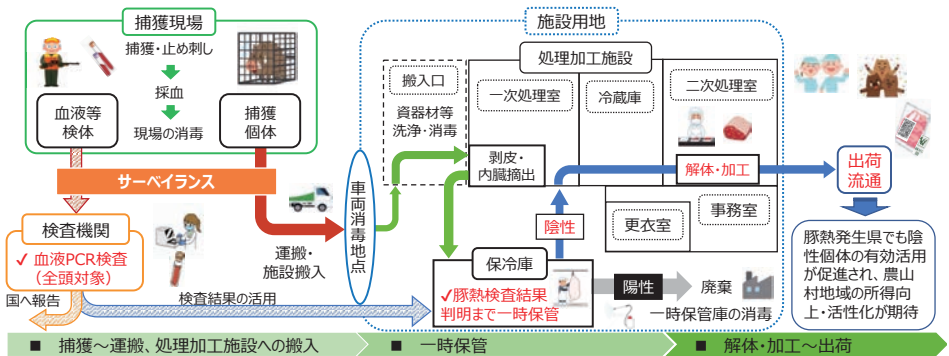 捕獲現場
捕獲・止め刺し
採血
現場の消毒
血液等
検体
捕獲
個体
サーベイランス
検査機関
✓血液PCR検査
(全頭対象)
国へ報告
検査結果の活用
運搬・
施設搬入
車両消毒地点
施設用地
処理加工施設
搬入口
資器材等
洗浄・消毒
一次処理室
冷蔵庫
二次処理室
剥皮・
内臓摘出
解体・加工
陰性
更衣室
事務室
保冷庫
✓豚熱検査結果
判明まで一時保管
陽性
廃棄
一時保管庫の消毒
出荷
流通
豚熱発生県でも陰
性個体の有効活用
が促進され、農山
村地域の所得向
上・活性化が期待
■ 捕獲～運搬、処理加工施設への搬入
■ 一時保管
■ 解体・加工～出荷